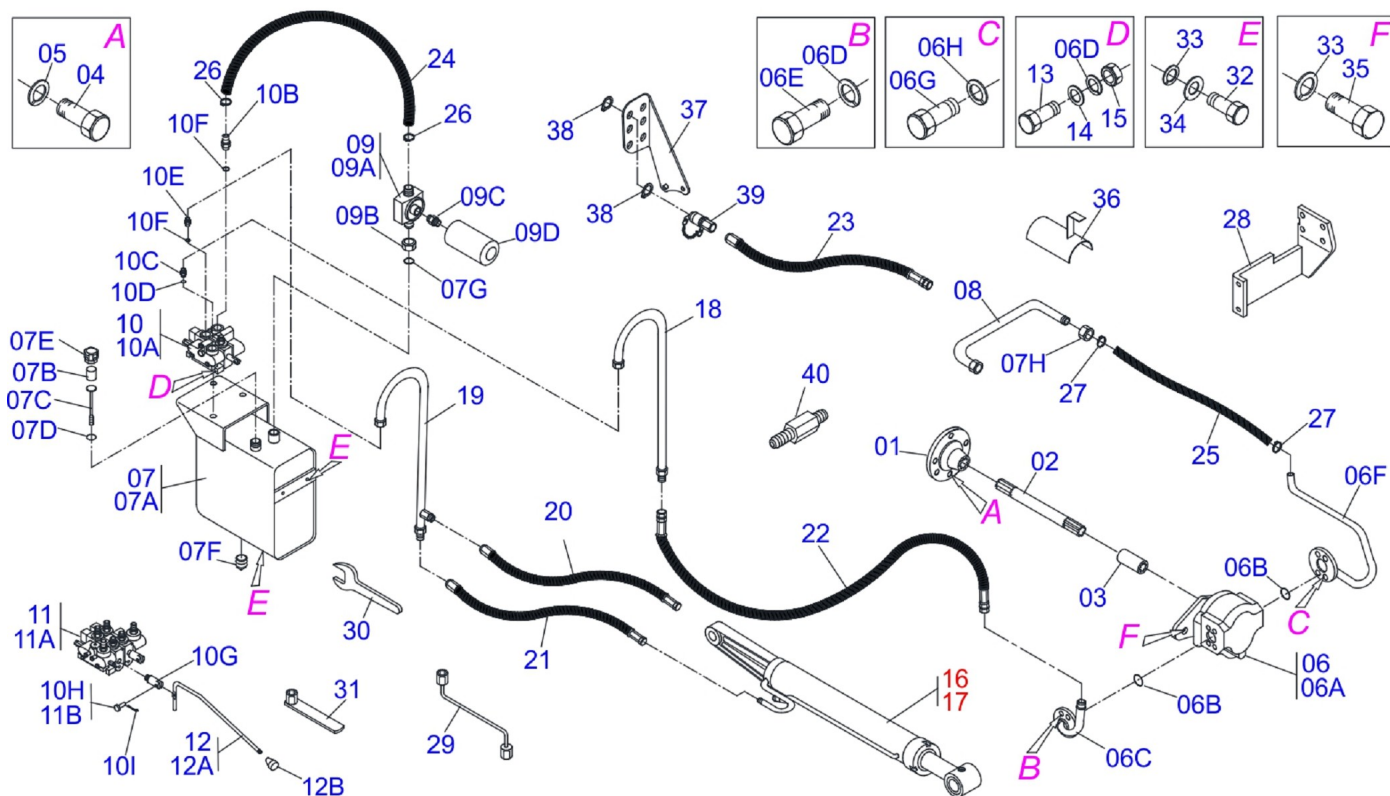 A
05
04
26
10B
10F
10E
10F
10C
10D
10
10A
07E
07B
07C
07D
D
07
07A
07F
E
E
24
26
09
09A
09B
09C
09D
07G
38
37
38
39
23
B
06D
06E
C
06H
06G
D
06D
13
14
15
E
33
32
34
F
33
35
36
28
08
07H
27
25
27
06F
18
19
40
01
02
A
03
06B
C
F
06
06A
06B
B
06C
20
21
22
16
17
30
31
29
11
11A
10G
10H
11B
10I
12
12A
12B